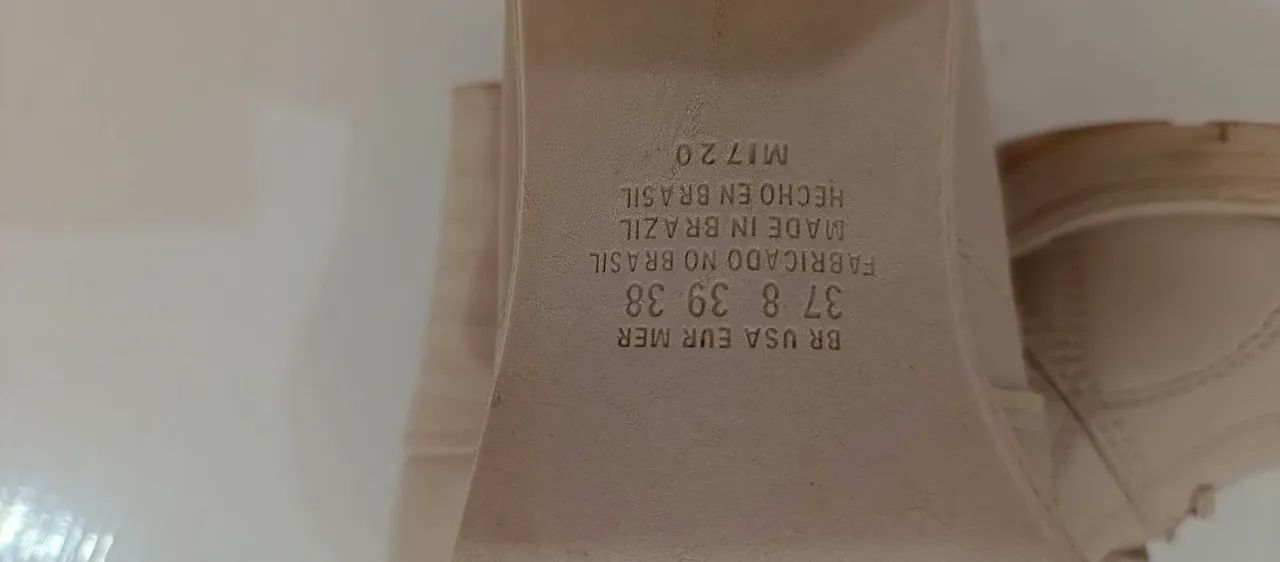 BR USA EUR MER
37 8 39 38
FABRICADO NO BRASIL
MADE IN BRAZIL
HECHO EN BRASIL
MI720